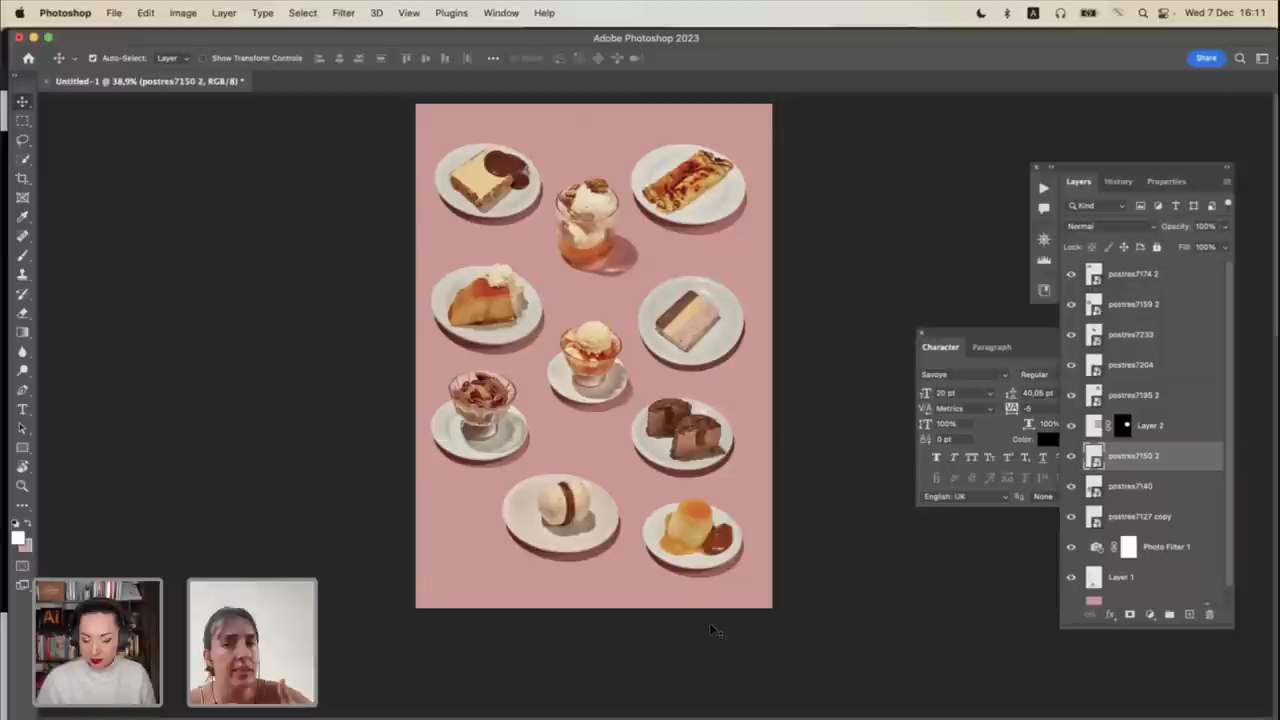 Photoshop File Edit Image Layer Type Select Filter 3D View Plugins Window Help A Wed 7 Dec 16:11
Adobe Photoshop 2023
Auto-Select: Layer Show Transform Controls ••• Share
Untitled-1 @ 38,9% (postres7150 2, RGB/8) *
Layers History Properties
Kind
Normal Opacity: 100%
Lock: Fill: 100%
postres7174 2
postres7159 2
postres7233
postres7204
postres7195 2
Layer 2
postres7150 2
postres7140
postres7127 copy
Photo Filter 1
Layer 1
Character Paragraph
Savoye Regular
20 pt 40,05 pt
Metrics -5
100% 100%
0 pt Color:
English: UK None
Ai